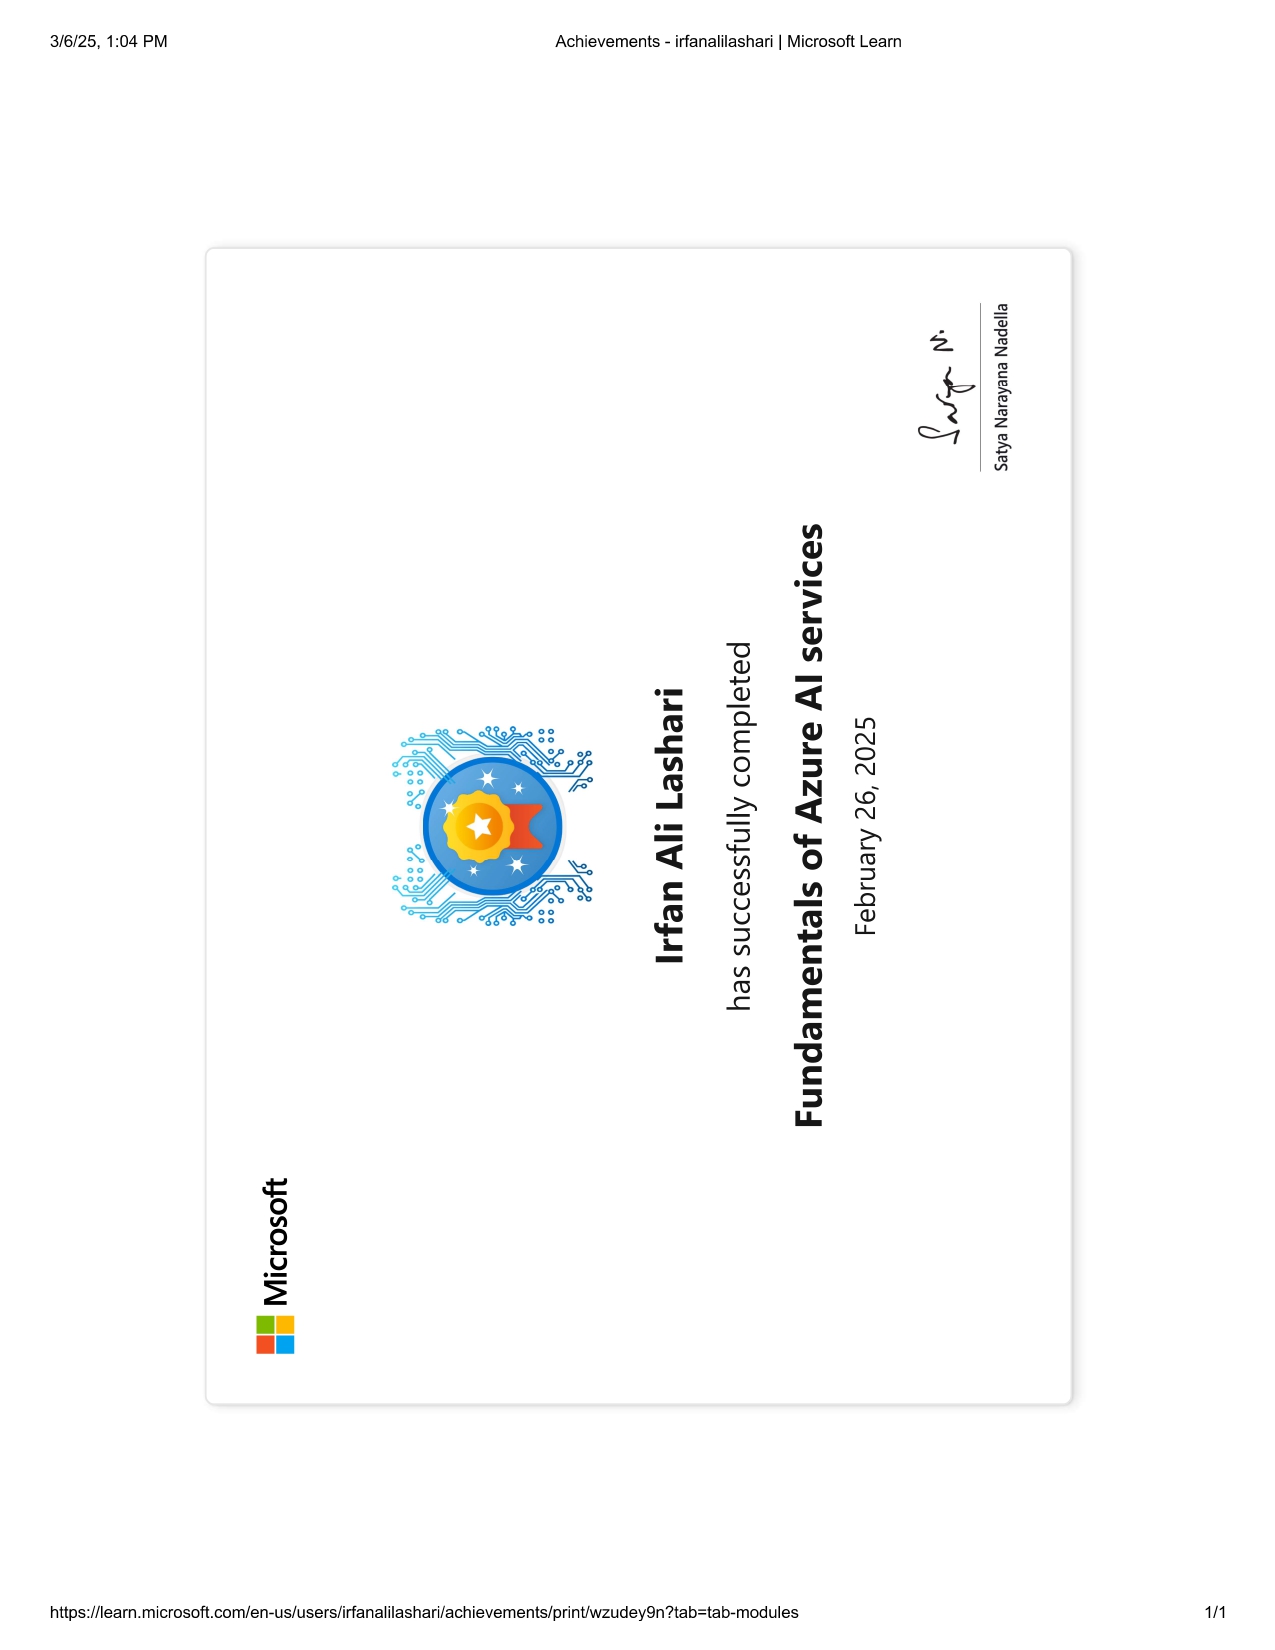 3/6/25, 1:04 PM
Achievements - irfanalilashari | Microsoft Learn
Microsoft
Irfan Ali Lashari
has successfully completed
Fundamentals of Azure AI services
February 26, 2025
Satya N.
Satya Narayana Nadella
https://learn.microsoft.com/en-us/users/irfanalilashari/achievements/print/wzudey9n?tab=tab-modules
1/1